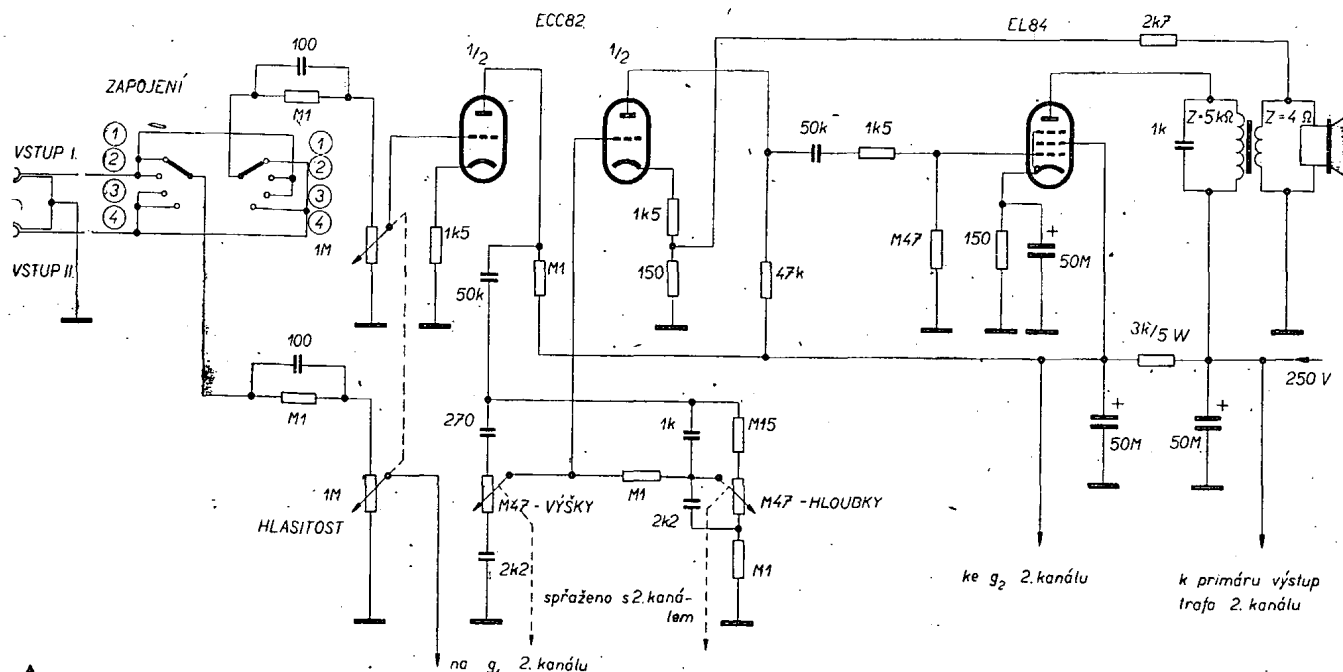 ECC82
EL84
ZAPOJENÍ
100
M1
1
2
3
4
1
2
3
4
VSTUP I.
VSTUP II.
1M
1/2
1k5
50k
M1
1/2
1k5
150
47k
50k
1k5
M47
150
+
50M
2k7
1k
Z=5kΩ
Z=4 Ω
3k/5 W
250 V
+
50M
+
50M
100
M1
1M
HLASITOST
270
M47 - VÝŠKY
2k2
M1
1k
2k2
M15
M47 - HLOUBKY
M1
spřaženo s 2. kaná-
lem
na g₁ 2. kanálu
ke g₂ 2. kanálu
k primáru výstup
trafa 2. kanálu